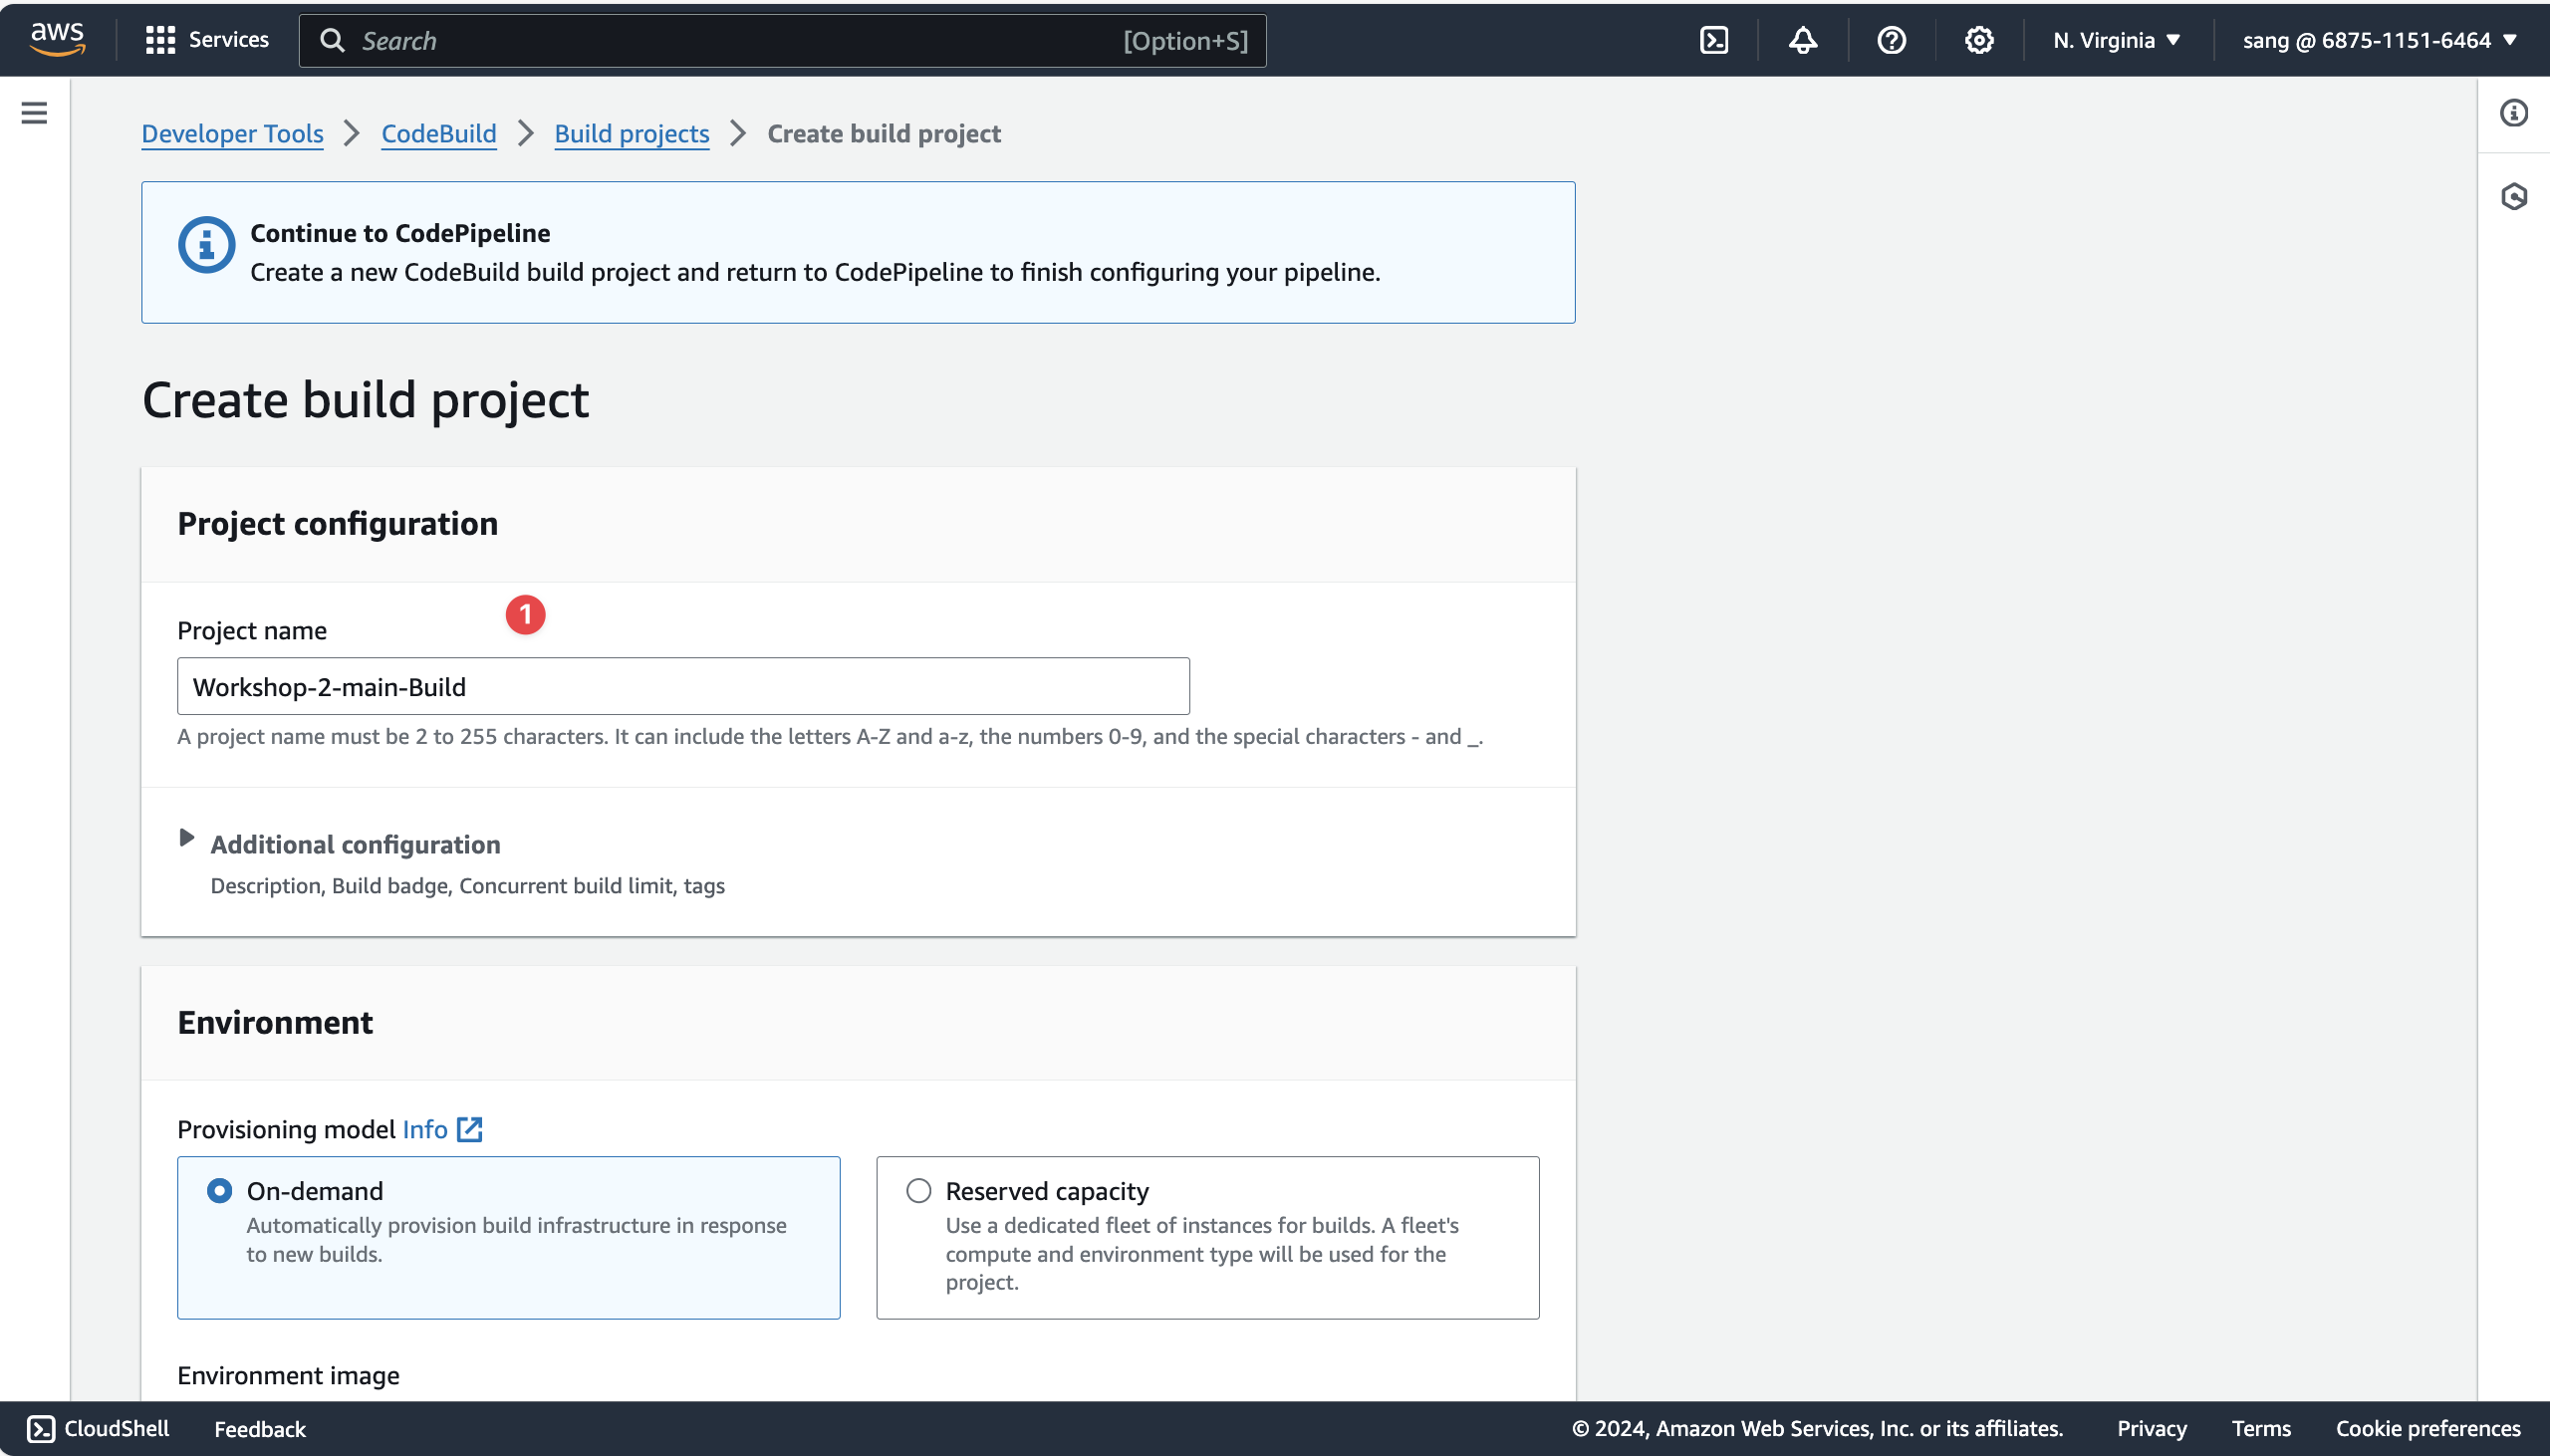 aws
Services
Search
[Option+S]
N. Virginia
sang @ 6875-1151-6464
Developer Tools
CodeBuild
Build projects
Create build project
Continue to CodePipeline
Create a new CodeBuild build project and return to CodePipeline to finish configuring your pipeline.
Create build project
Project configuration
1
Project name
Workshop-2-main-Build
A project name must be 2 to 255 characters. It can include the letters A-Z and a-z, the numbers 0-9, and the special characters - and _.
Additional configuration
Description, Build badge, Concurrent build limit, tags
Environment
Provisioning model Info
On-demand
Automatically provision build infrastructure in response
to new builds.
Reserved capacity
Use a dedicated fleet of instances for builds. A fleet's
compute and environment type will be used for the
project.
Environment image
CloudShell
Feedback
© 2024, Amazon Web Services, Inc. or its affiliates.
Privacy
Terms
Cookie preferences